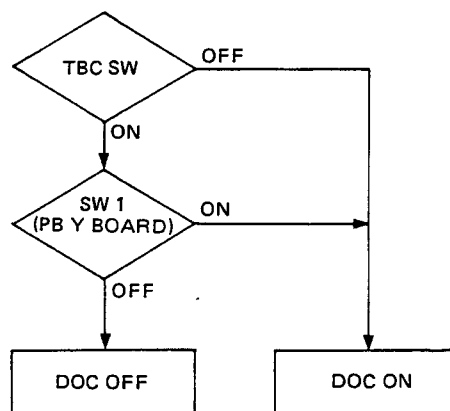 TBC SW
OFF
ON
SW 1
(PB Y BOARD)
ON
OFF
DOC OFF
DOC ON